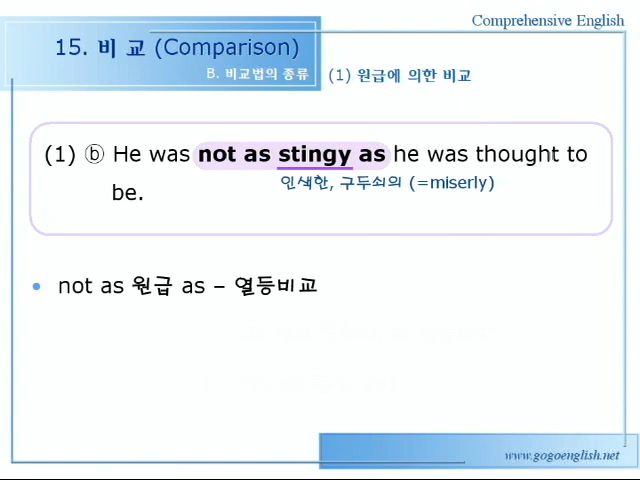 Comprehensive English
15. 비 교 (Comparison)
B. 비교법의 종류
(1) 원급에 의한 비교
(1) ⓑ He was not as stingy as he was thought to
be.
인색한, 구두쇠의 (=miserly)
• not as 원급 as – 열등비교
www.gogoenglish.net